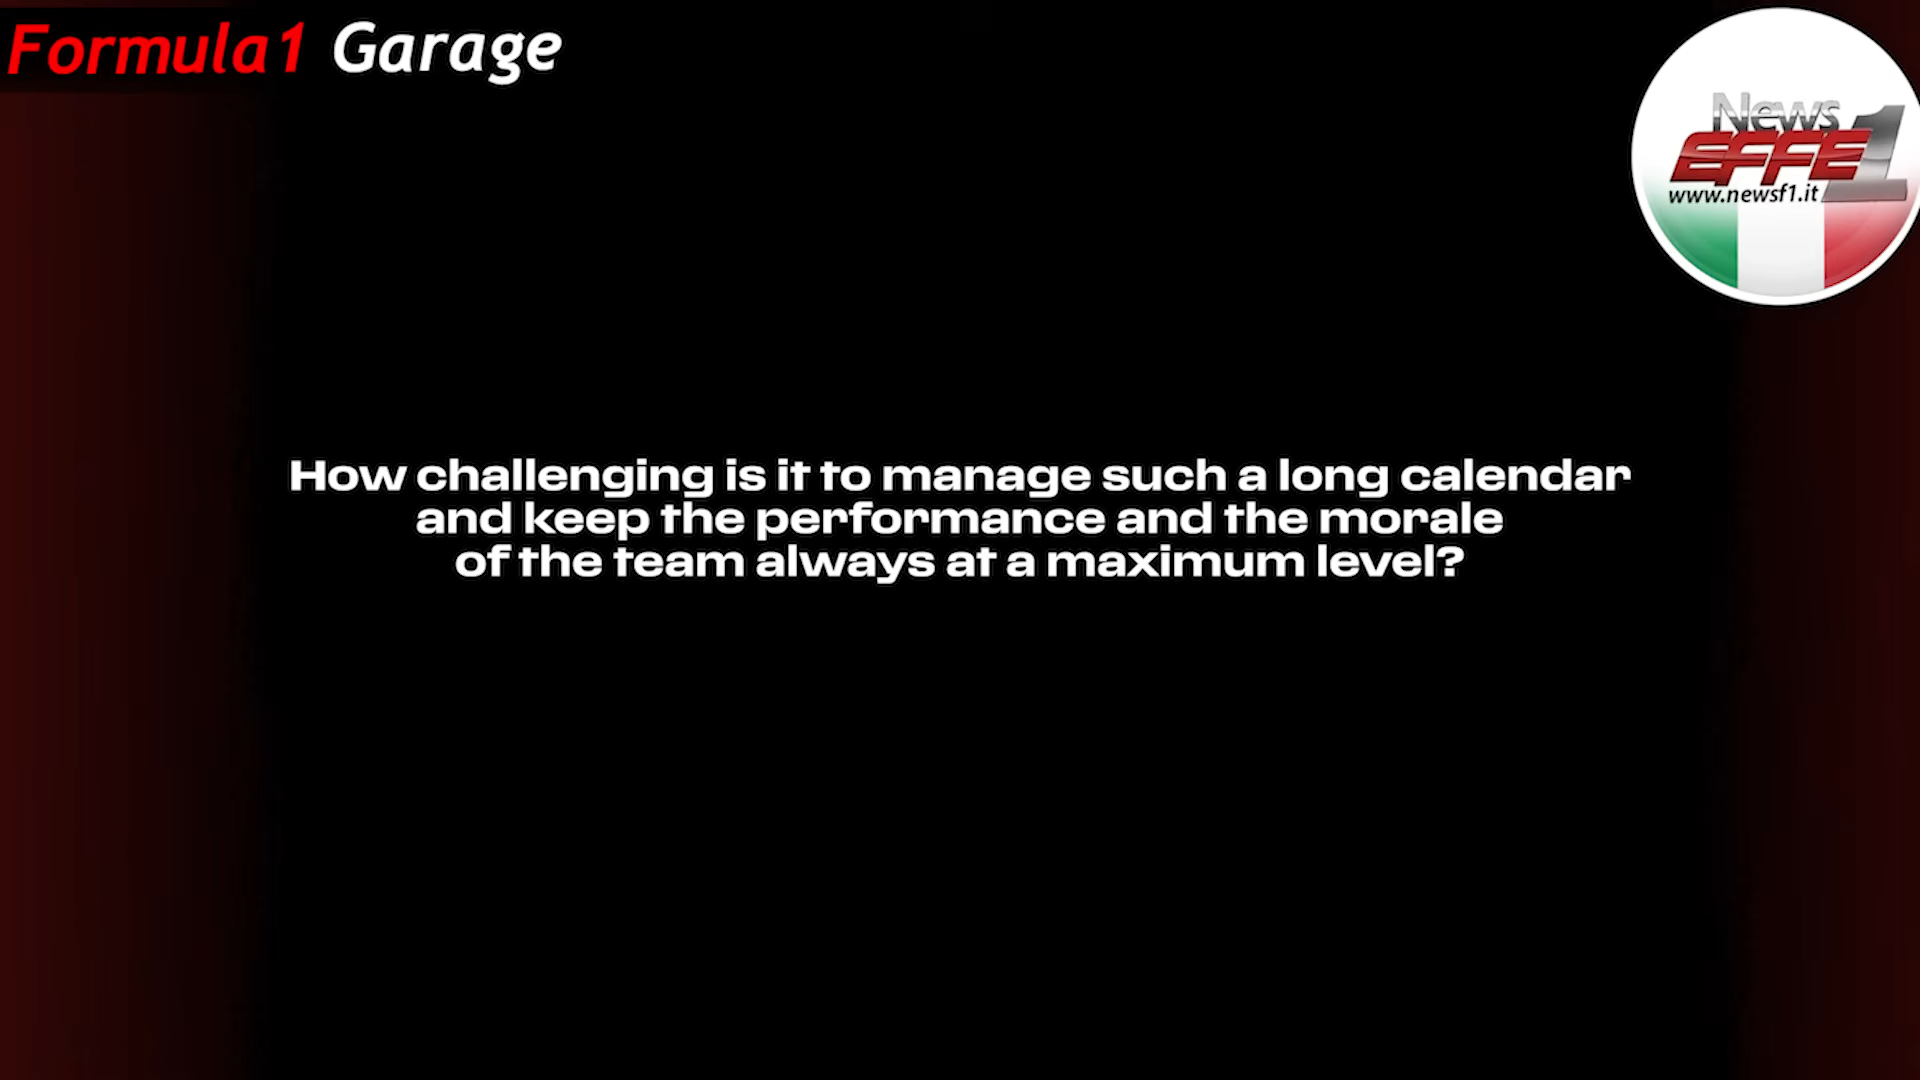 Formula1 Garage
News
EFFE1
www.newsf1.it
How challenging is it to manage such a long calendar
and keep the performance and the morale
of the team always at a maximum level?